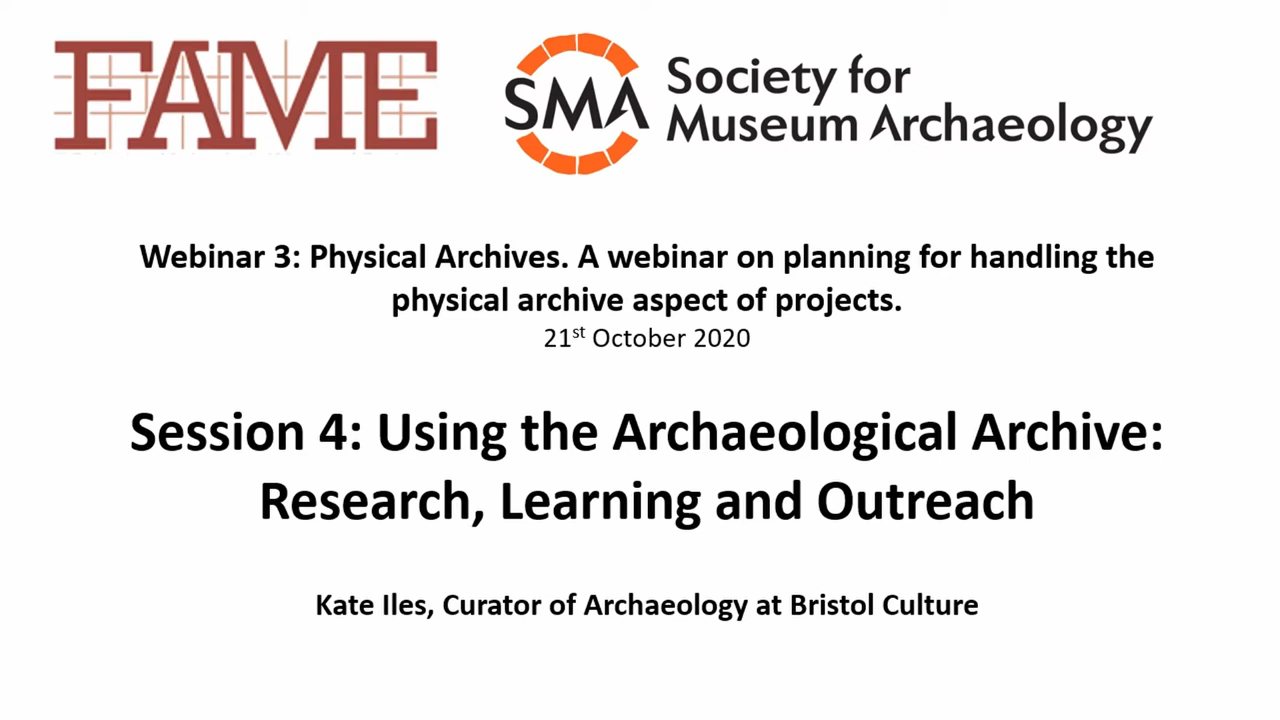 FAME
SMA
Society for
Museum Archaeology
Webinar 3: Physical Archives. A webinar on planning for handling the
physical archive aspect of projects.
21st October 2020
Session 4: Using the Archaeological Archive:
Research, Learning and Outreach
Kate Iles, Curator of Archaeology at Bristol Culture